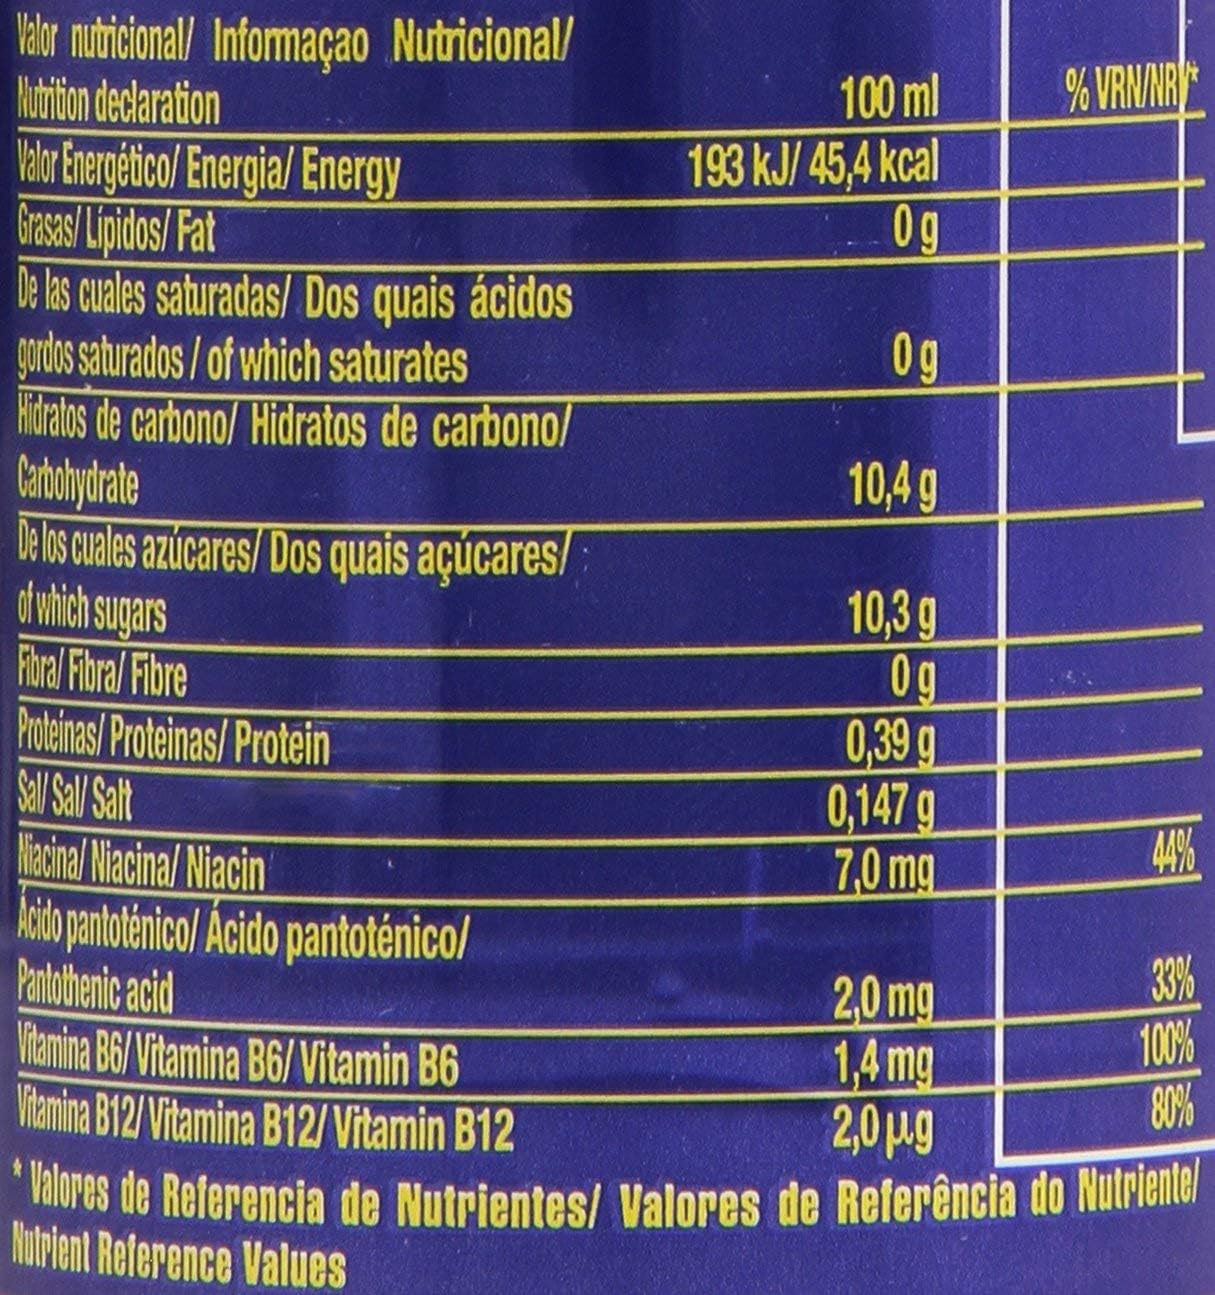 Valor nutricional/ Informaçao Nutricional/
Nutrition declaration 100 ml % VRN/NRV*
Valor Energético/ Energia/ Energy 193 kJ/ 45,4 kcal
Grasas/ Lípidos/ Fat 0 g
De las cuales saturadas/ Dos quais ácidos
gordos saturados / of which saturates 0 g
Hidratos de carbono/ Hidratos de carbono/
Carbohydrate 10,4 g
De los cuales azúcares/ Dos quais açúcares/
of which sugars 10,3 g
Fibra/ Fibra/ Fibre 0 g
Proteínas/ Proteinas/ Protein 0,39 g
Sal/ Sal/ Salt 0,147 g
Niacina/ Niacina/ Niacin 7,0 mg 44%
Ácido pantoténico/ Ácido pantoténico/
Pantothenic acid 2,0 mg 33%
Vitamina B6/ Vitamina B6/ Vitamin B6 1,4 mg 100%
Vitamina B12/ Vitamina B12/ Vitamin B12 2,0 µg 80%
* Valores de Referencia de Nutrientes/ Valores de Referência do Nutriente/
Nutrient Reference Values